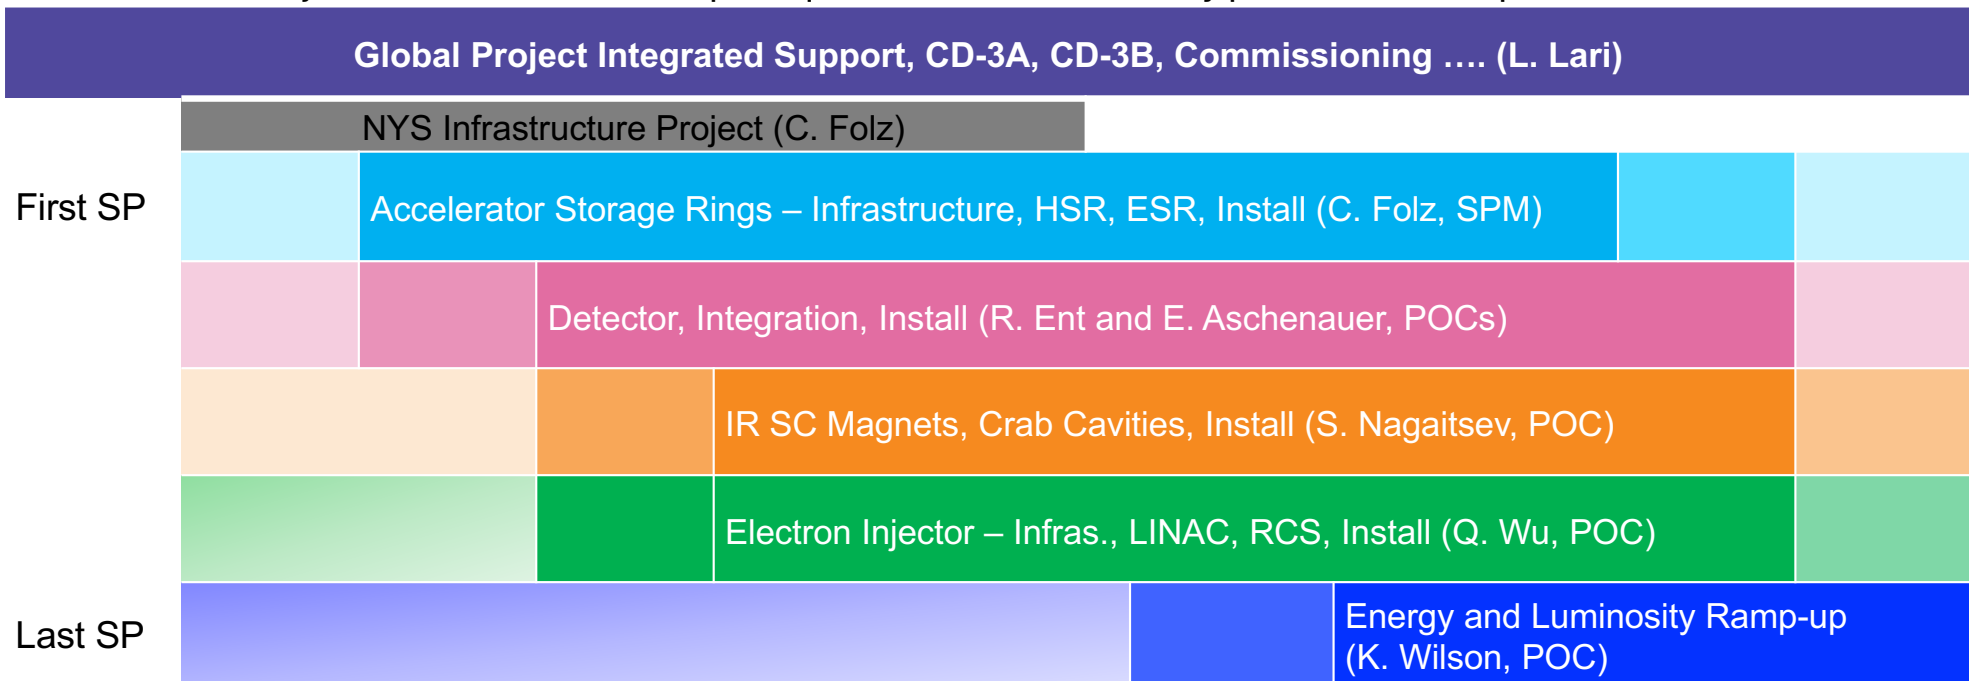 Global Project Integrated Support, CD-3A, CD-3B, Commissioning …. (L. Lari)
NYS Infrastructure Project (C. Folz)
First SP
Accelerator Storage Rings – Infrastructure, HSR, ESR, Install (C. Folz, SPM)
Detector, Integration, Install (R. Ent and E. Aschenauer, POCs)
IR SC Magnets, Crab Cavities, Install (S. Nagaitsev, POC)
Electron Injector – Infras., LINAC, RCS, Install (Q. Wu, POC)
Last SP
Energy and Luminosity Ramp-up
(K. Wilson, POC)